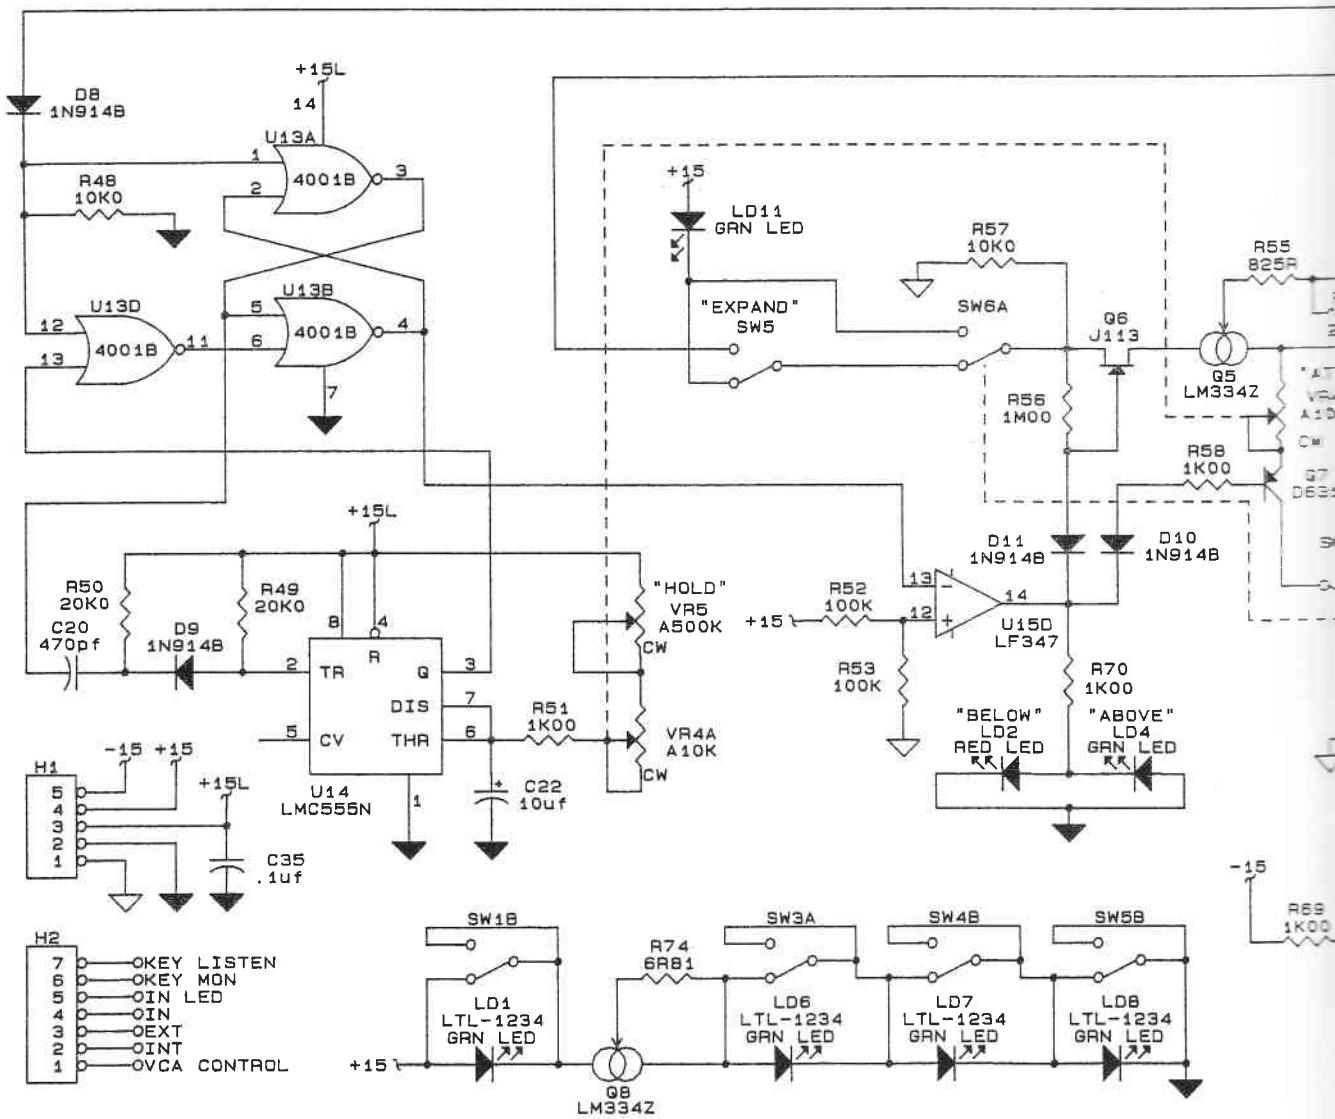 D8
1N914B
R48
10K0
+15L
14
U13A
1
2
4001B
3
U13D
12
13
4001B
11
U13B
5
6
4001B
4
7
+15
LD11
GRN LED
"EXPAND"
SW5
SW6A
R57
10K0
R56
1M00
Q6
J113
R55
825R
Q5
LM334Z
CW
R58
1K00
D11
1N914B
D10
1N914B
R50
20K0
C20
470pf
D9
1N914B
R49
20K0
+15L
8
4
R
2
TR
Q
3
DIS
7
5
CV
THR
6
1
U14
LMC555N
"HOLD"
VR5
A500K
CW
R51
1K00
VR4A
A10K
CW
C22
10uf
+
+15
R52
100K
R53
100K
13
12
-
+
14
U15D
LF347
R70
1K00
"BELOW"
LD2
RED LED
"ABOVE"
LD4
GRN LED
H1
5
4
3
2
1
-15
+15
+15L
C35
.1uf
H2
7 KEY LISTEN
6 KEY MON
5 IN LED
4 IN
3 EXT
2 INT
1 VCA CONTROL
+15
SW1B
LD1
LTL-1234
GRN LED
R74
6R81
Q8
LM334Z
SW3A
LD6
LTL-1234
GRN LED
SW4B
LD7
LTL-1234
GRN LED
SW5B
LD8
LTL-1234
GRN LED
-15
R69
1K00